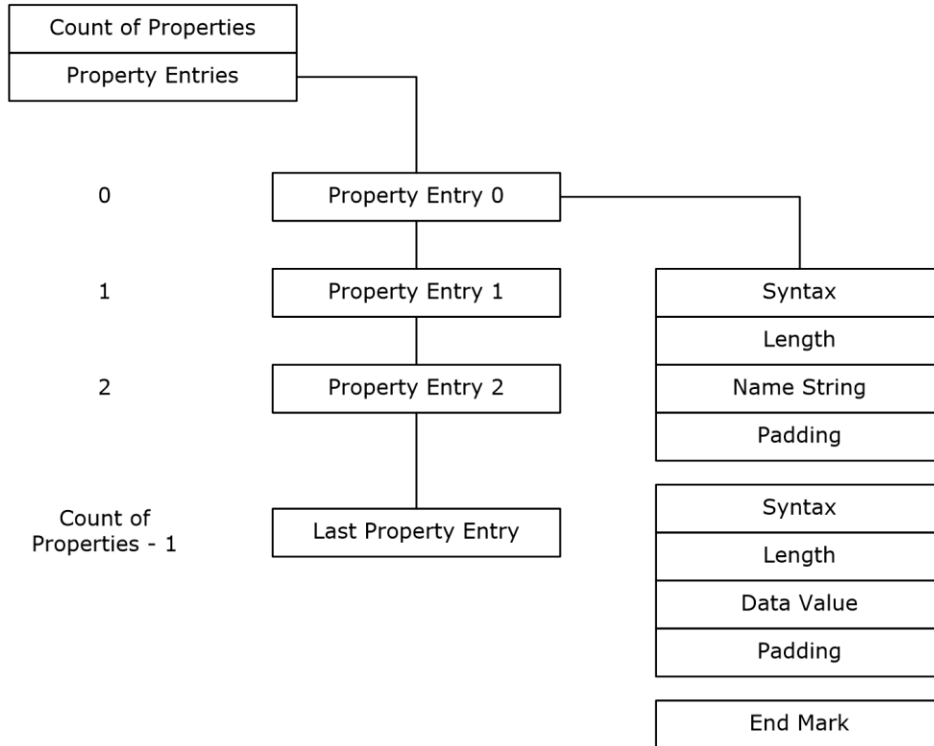 Count of Properties
Property Entries
0
Property Entry 0
1
Property Entry 1
Syntax
Length
2
Property Entry 2
Name String
Padding
Count of
Properties - 1
Last Property Entry
Syntax
Length
Data Value
Padding
End Mark